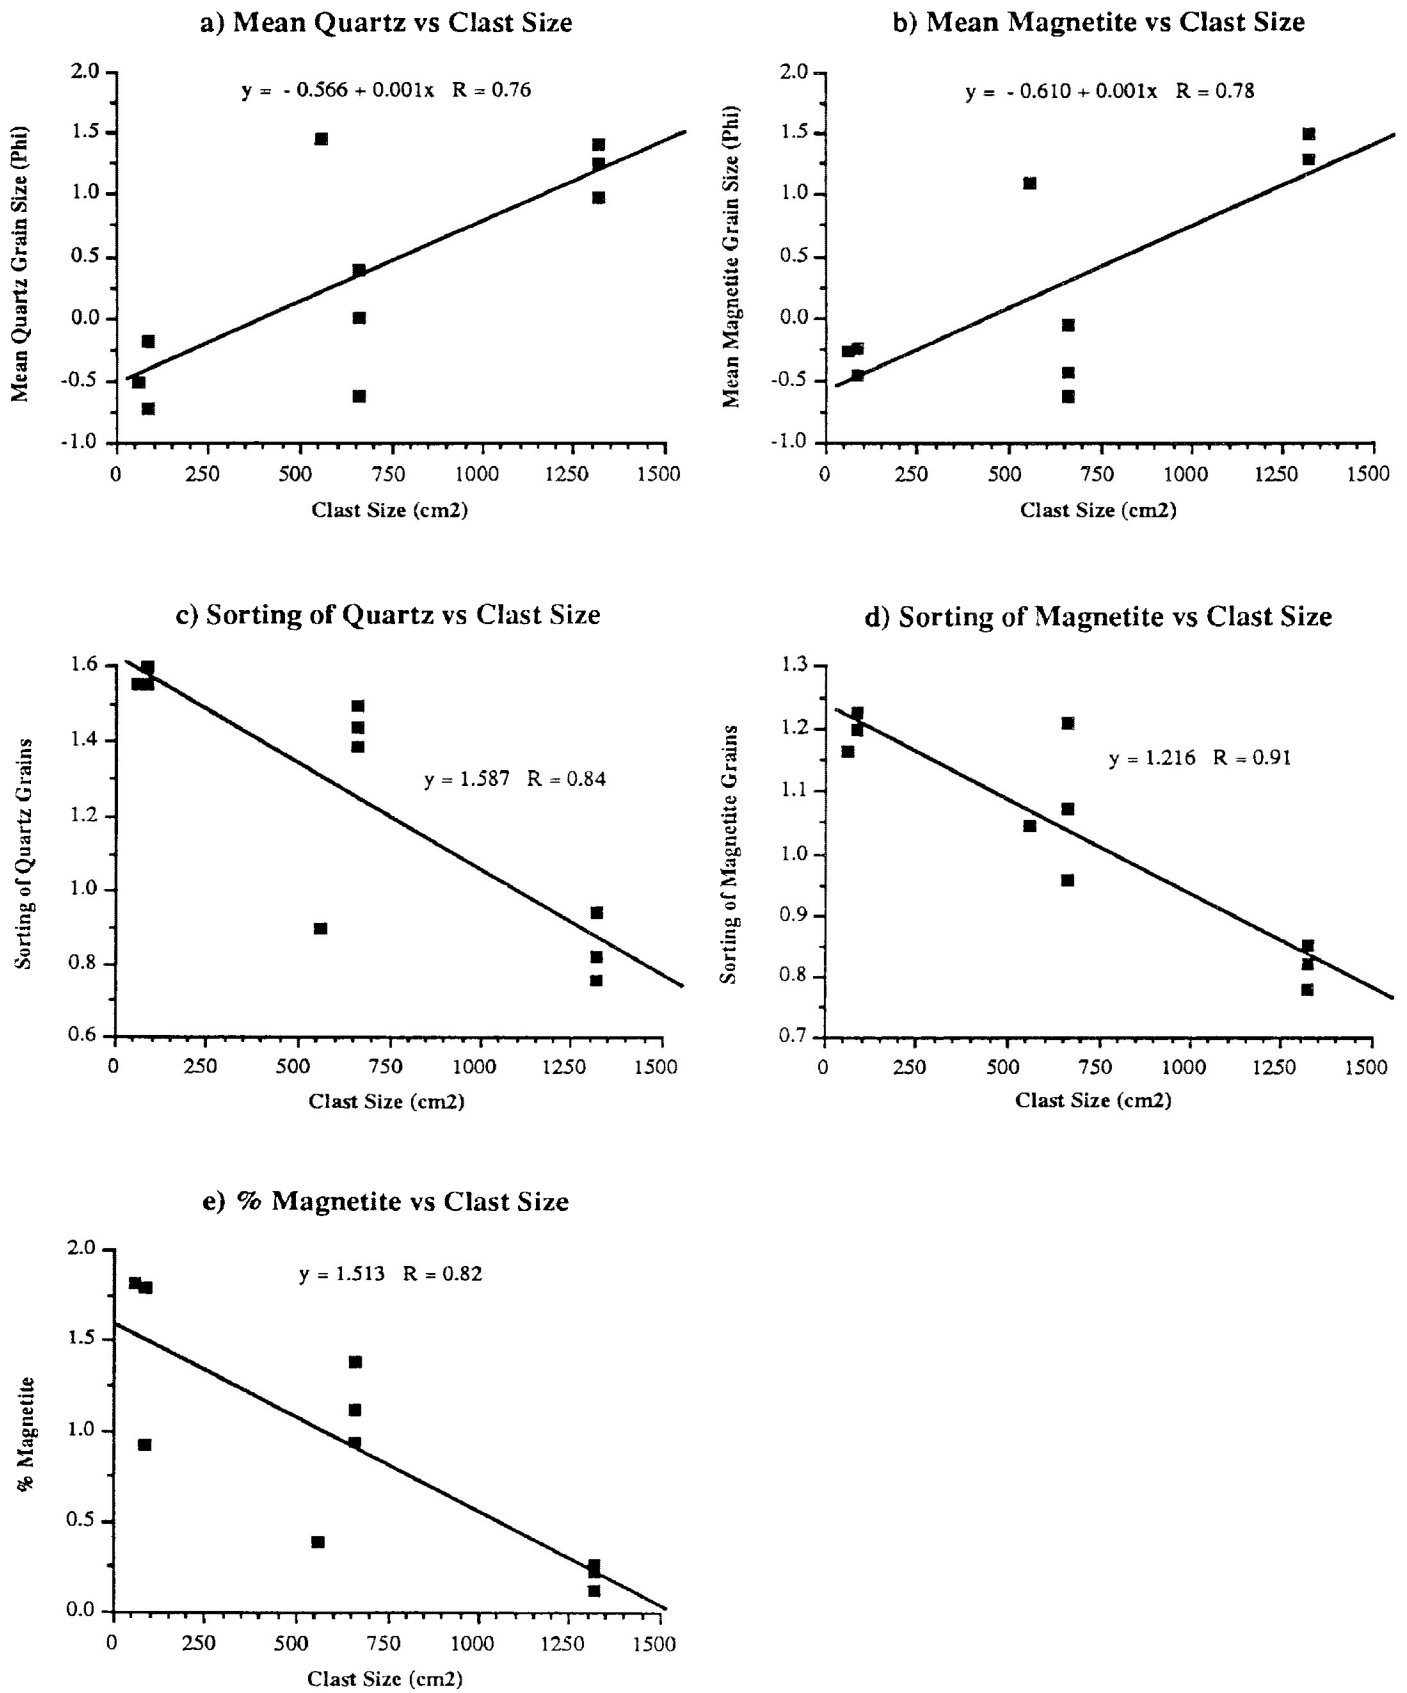 a) Mean Quartz vs Clast Size
y = - 0.566 + 0.001x R = 0.76
Mean Quartz Grain Size (Phi)
2.0
1.5
1.0
0.5
0.0
-0.5
-1.0
0 250 500 750 1000 1250 1500
Clast Size (cm2)
b) Mean Magnetite vs Clast Size
y = - 0.610 + 0.001x R = 0.78
Mean Magnetite Grain Size (Phi)
2.0
1.5
1.0
0.5
0.0
-0.5
-1.0
0 250 500 750 1000 1250 1500
Clast Size (cm2)
c) Sorting of Quartz vs Clast Size
y = 1.587 R = 0.84
Sorting of Quartz Grains
1.6
1.4
1.2
1.0
0.8
0.6
0 250 500 750 1000 1250 1500
Clast Size (cm2)
d) Sorting of Magnetite vs Clast Size
y = 1.216 R = 0.91
Sorting of Magnetite Grains
1.3
1.2
1.1
1.0
0.9
0.8
0.7
0 250 500 750 1000 1250 1500
Clast Size (cm2)
e) % Magnetite vs Clast Size
y = 1.513 R = 0.82
% Magnetite
2.0
1.5
1.0
0.5
0.0
0 250 500 750 1000 1250 1500
Clast Size (cm2)